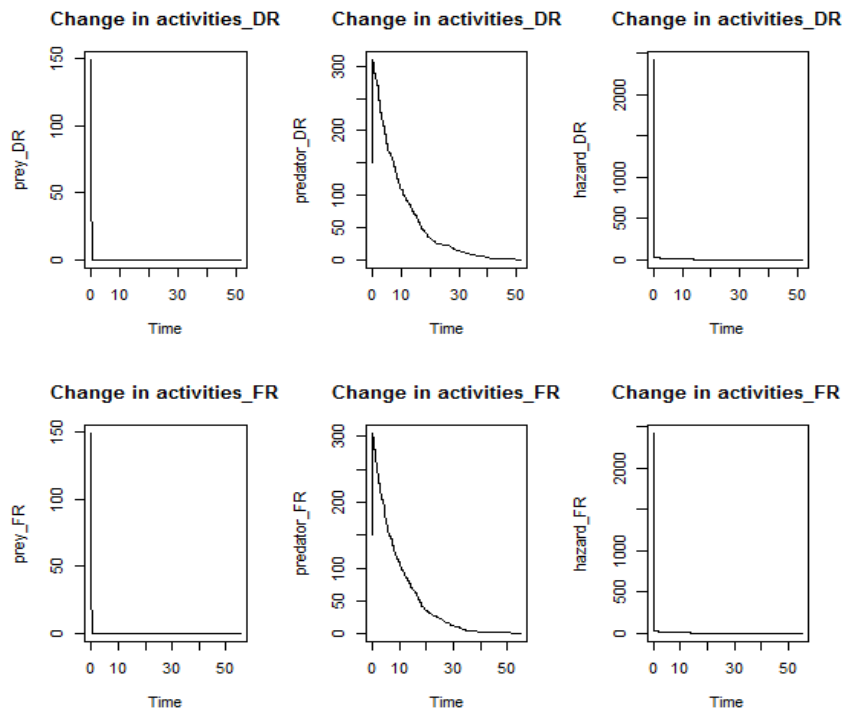 Change in activities_DR
prey_DR
150
100
50
0
0 10 30 50
Time
Change in activities_DR
predator_DR
300
200
100
50
0
0 10 30 50
Time
Change in activities_DR
hazard_DR
2000
1000
500
0
0 10 30 50
Time
Change in activities_FR
prey_FR
150
100
50
0
0 10 30 50
Time
Change in activities_FR
predator_FR
300
200
100
50
0
0 10 30 50
Time
Change in activities_FR
hazard_FR
2000
1000
500
0
0 10 30 50
Time